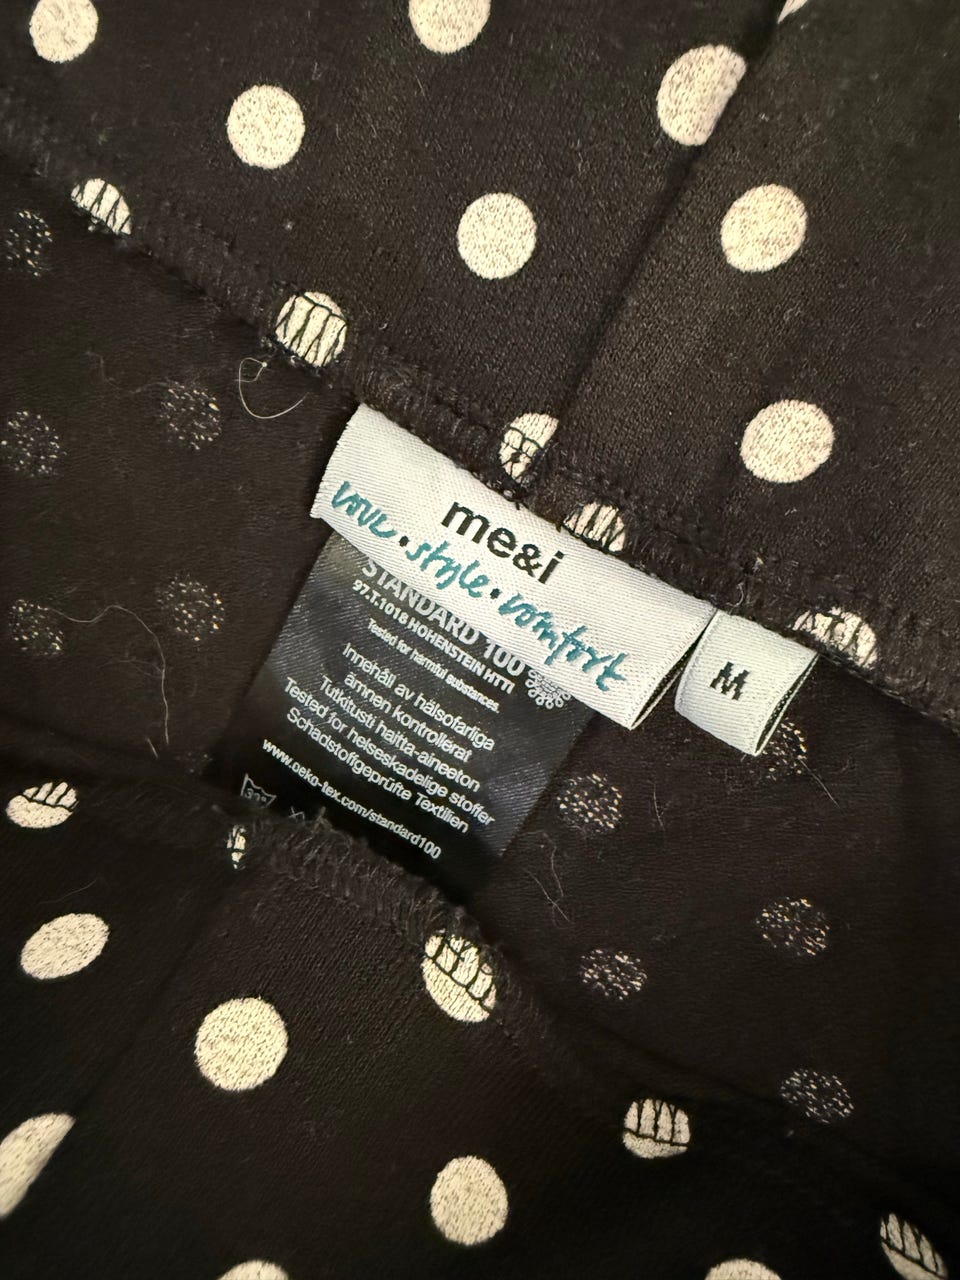 me&i
love.style.comfort
M
STANDARD 100
97.T.1018 HOHENSTEIN HTTI
Tested for harmful substances.
Innehåll av hälsofarliga
ämnen kontrollerat
Tutkitusti haitta-aineeton
Tested for helseskadelige stoffer
Schadstoffgeprüfte Textilien
www.oeko-tex.com/standard100